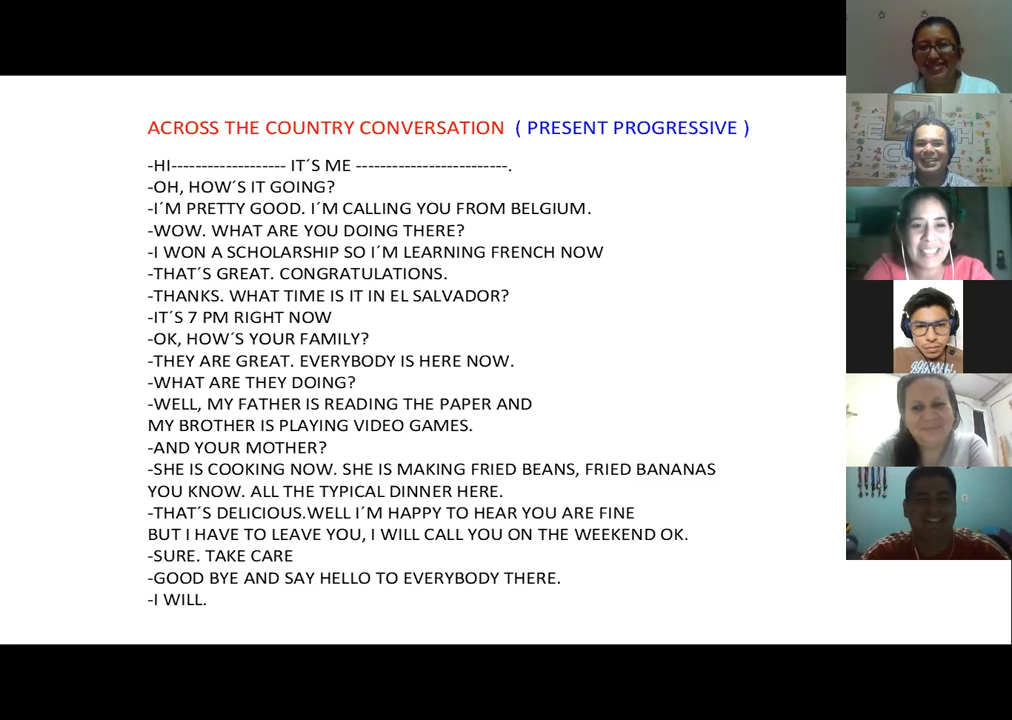 ACROSS THE COUNTRY CONVERSATION ( PRESENT PROGRESSIVE )
-HI------------------- IT´S ME -------------------------.
-OH, HOW´S IT GOING?
-I´M PRETTY GOOD. I´M CALLING YOU FROM BELGIUM.
-WOW. WHAT ARE YOU DOING THERE?
-I WON A SCHOLARSHIP SO I´M LEARNING FRENCH NOW
-THAT´S GREAT. CONGRATULATIONS.
-THANKS. WHAT TIME IS IT IN EL SALVADOR?
-IT´S 7 PM RIGHT NOW
-OK, HOW´S YOUR FAMILY?
-THEY ARE GREAT. EVERYBODY IS HERE NOW.
-WHAT ARE THEY DOING?
-WELL, MY FATHER IS READING THE PAPER AND
MY BROTHER IS PLAYING VIDEO GAMES.
-AND YOUR MOTHER?
-SHE IS COOKING NOW. SHE IS MAKING FRIED BEANS, FRIED BANANAS
YOU KNOW. ALL THE TYPICAL DINNER HERE.
-THAT´S DELICIOUS.WELL I´M HAPPY TO HEAR YOU ARE FINE
BUT I HAVE TO LEAVE YOU, I WILL CALL YOU ON THE WEEKEND OK.
-SURE. TAKE CARE
-GOOD BYE AND SAY HELLO TO EVERYBODY THERE.
-I WILL.